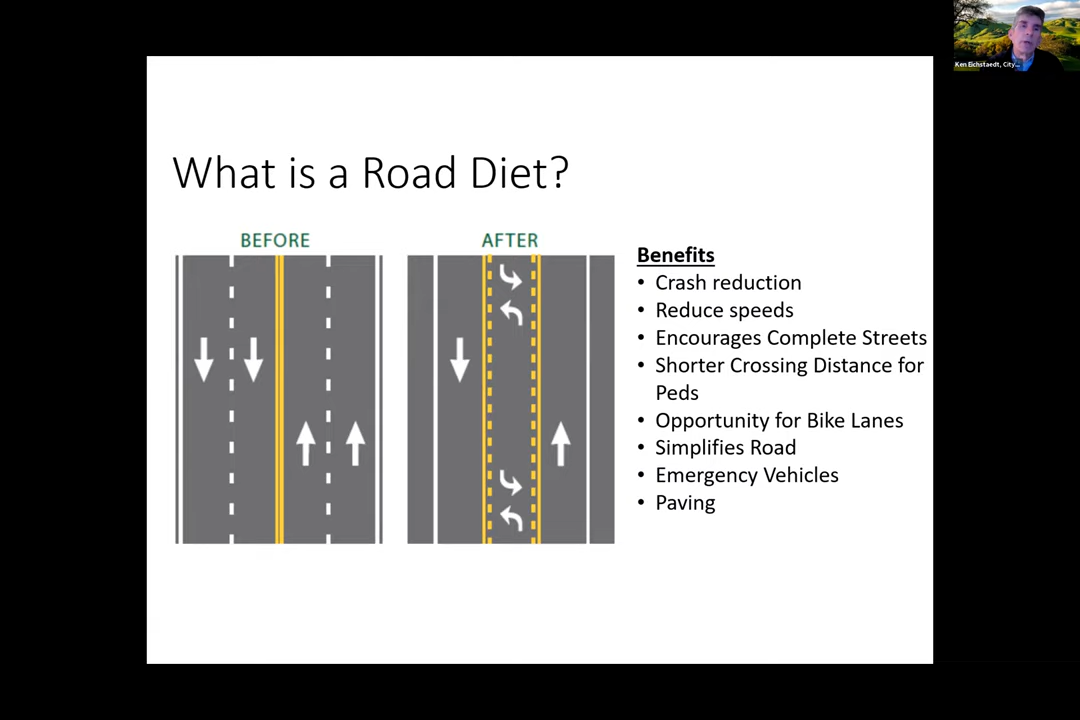 Ken Eichstaedt, City...
What is a Road Diet?
BEFORE
AFTER
Benefits
• Crash reduction
• Reduce speeds
• Encourages Complete Streets
• Shorter Crossing Distance for
Peds
• Opportunity for Bike Lanes
• Simplifies Road
• Emergency Vehicles
• Paving